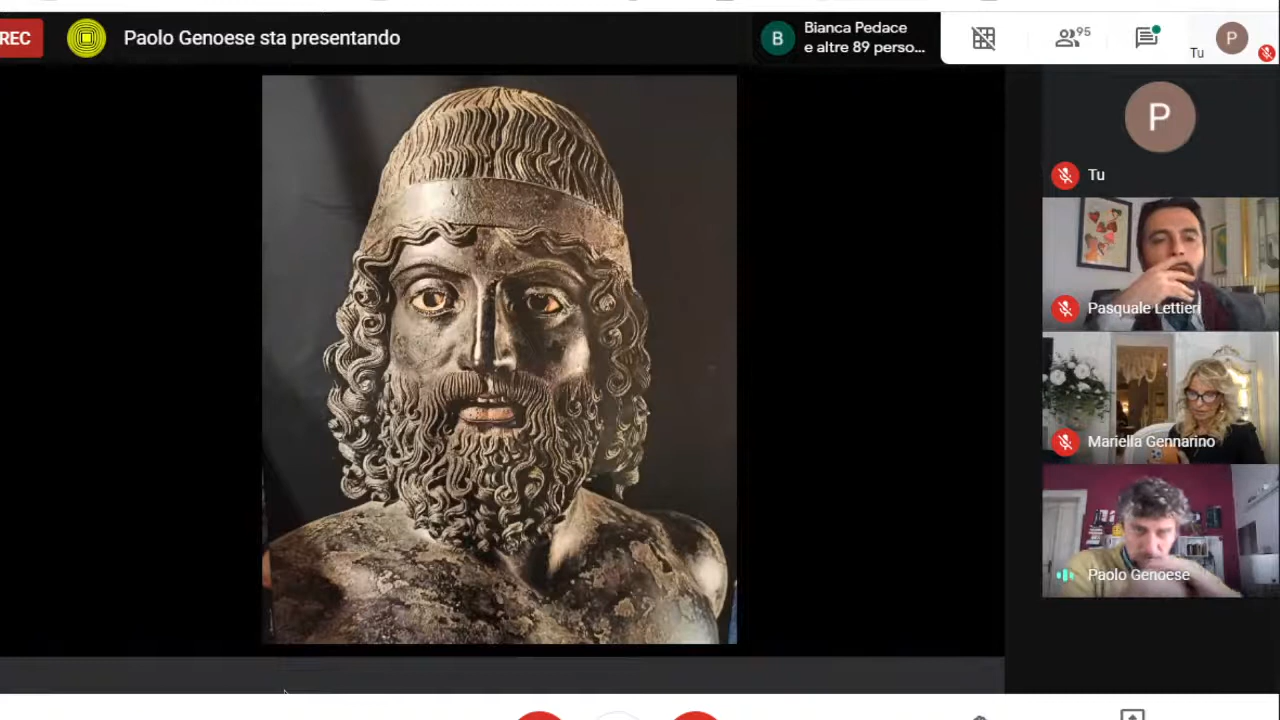 REC
Paolo Genoese sta presentando
B
Bianca Pedace
e altre 89 perso...
95
Tu
P
P
Tu
Pasquale Lettieri
Mariella Gennarino
Paolo Genoese